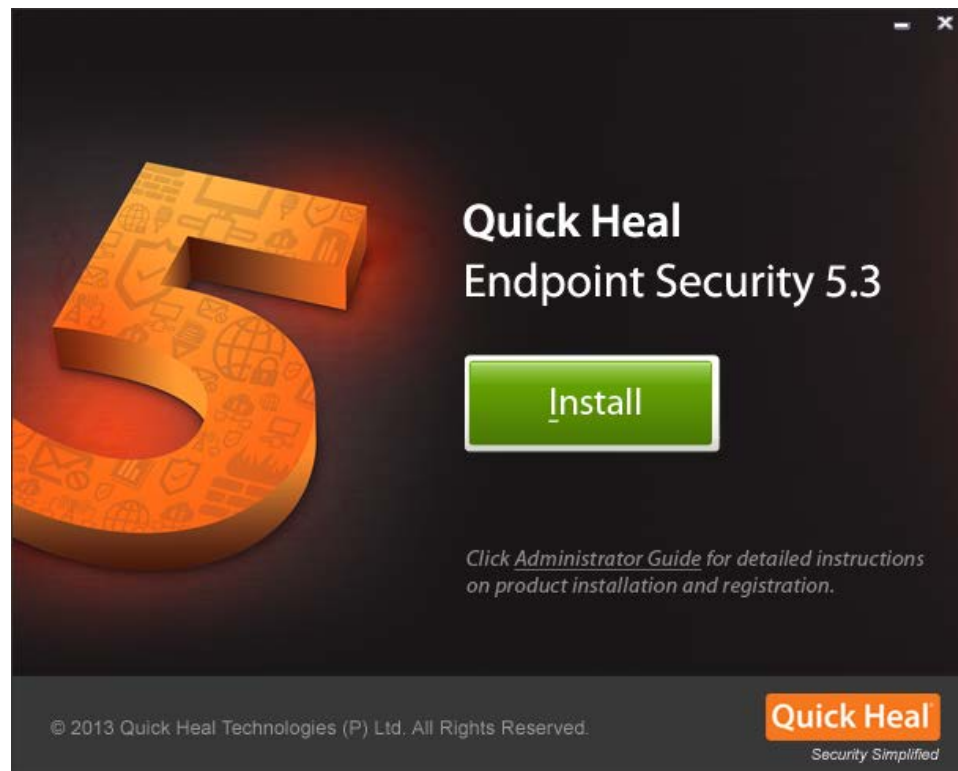 5
Quick Heal
Endpoint Security 5.3
Install
Click Administrator Guide for detailed instructions
on product installation and registration.
© 2013 Quick Heal Technologies (P) Ltd. All Rights Reserved.
Quick Heal
Security Simplified